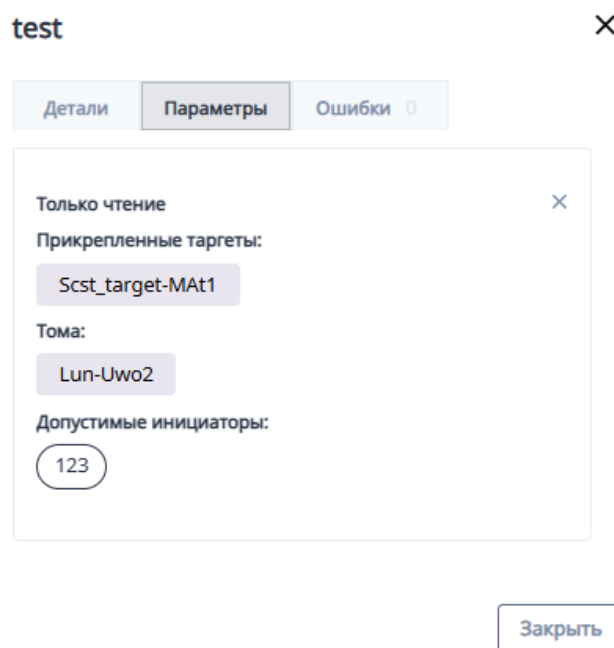 test
Детали Параметры Ошибки 0
Только чтение
Прикрепленные таргеты:
Scst_target-MAt1
Тома:
Lun-Uwo2
Допустимые инициаторы:
123
Закрыть